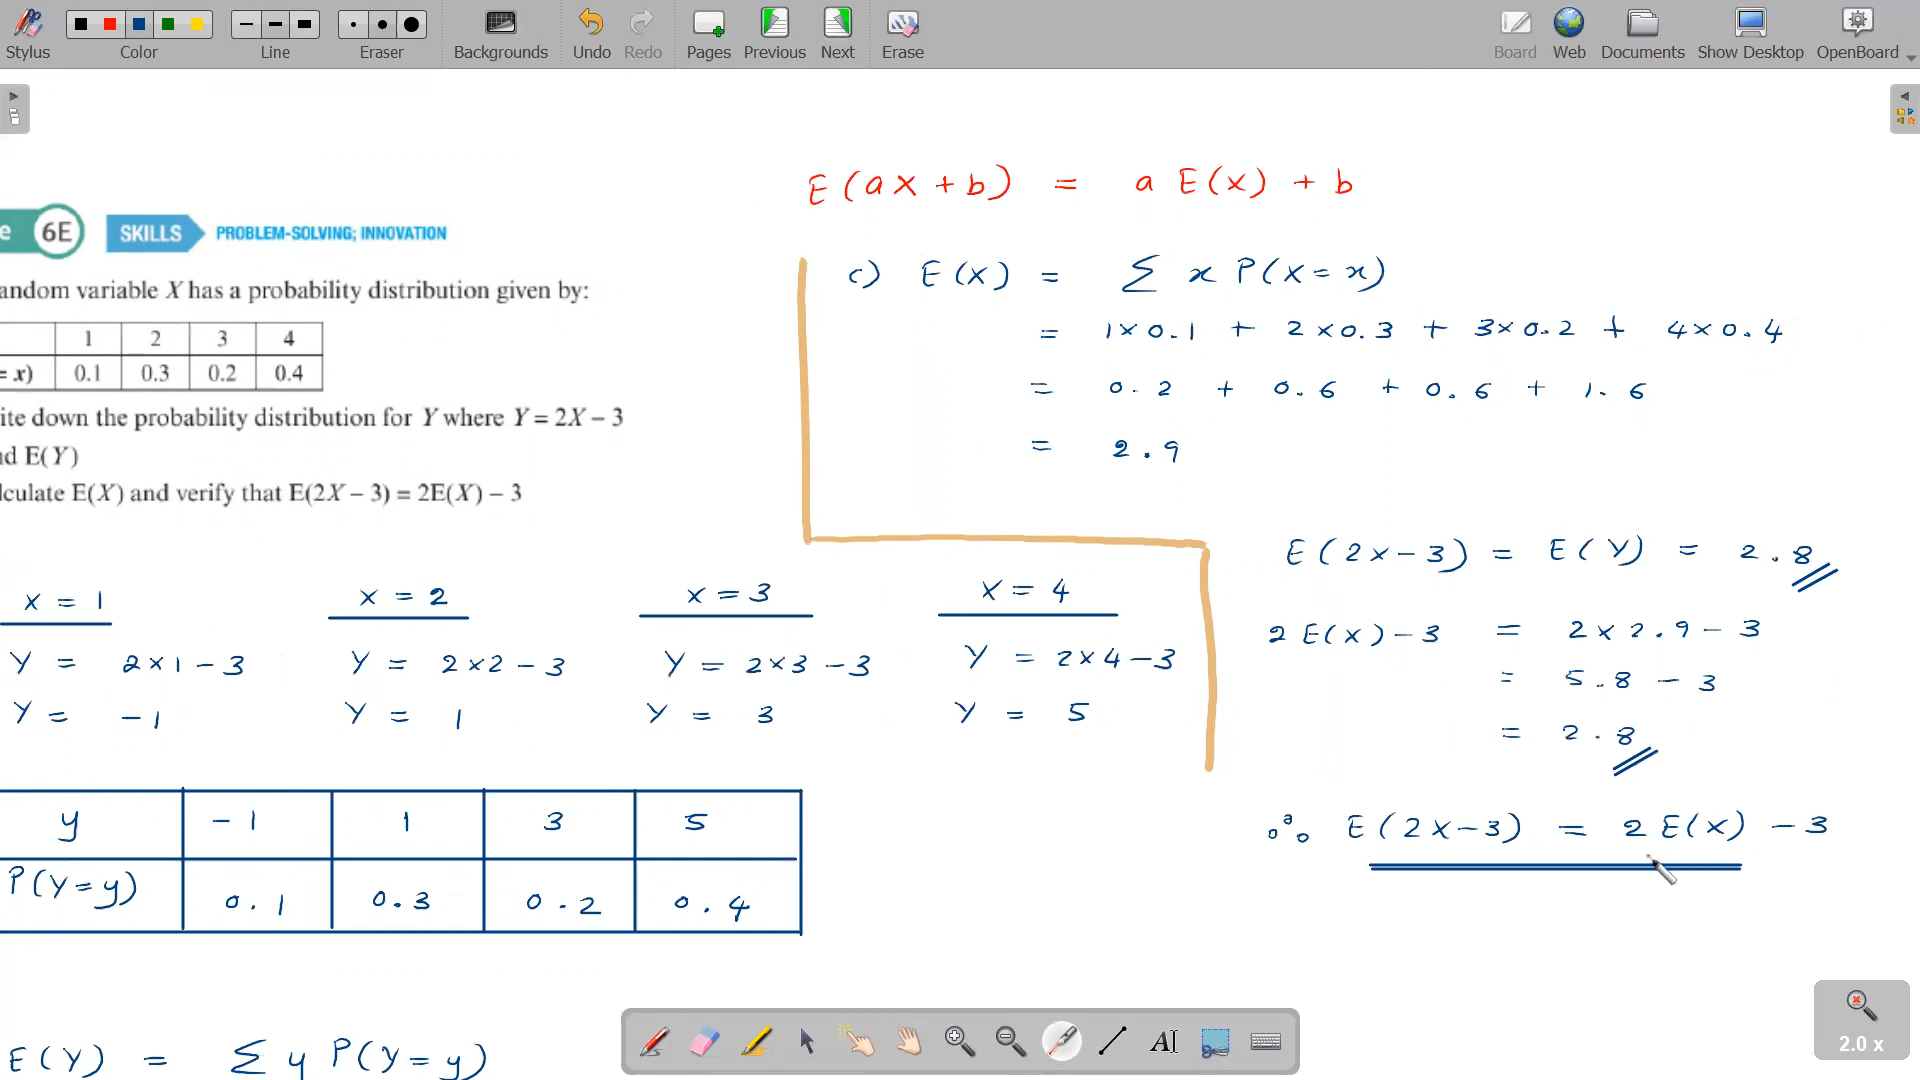 Stylus Color Line Eraser Backgrounds Undo Redo Pages Previous Next Erase Board Web Documents Show Desktop OpenBoard
E(aX+b) = a E(x) + b
e 6E SKILLS PROBLEM-SOLVING; INNOVATION
andom variable X has a probability distribution given by:
1 2 3 4
= x) 0.1 0.3 0.2 0.4
ite down the probability distribution for Y where Y = 2X – 3
d E(Y)
lculate E(X) and verify that E(2X – 3) = 2E(X) – 3
c) E(X) = Σ x P(X=x)
= 1×0.1 + 2×0.3 + 3×0.2 + 4×0.4
= 0.2 + 0.6 + 0.6 + 1.6
= 2.9
E(2x-3) = E(Y) = 2.8
2E(x)-3 = 2×2.9-3
= 5.8-3
= 2.8
∴ E(2x-3) = 2E(x)-3
x=1
Y = 2×1-3
Y = -1
x=2
Y = 2×2-3
Y = 1
x=3
Y = 2×3-3
Y = 3
X=4
Y = 2×4-3
Y = 5
y -1 1 3 5
P(Y=y) 0.1 0.3 0.2 0.4
E(Y) = Σ y P(Y=y)
AI
2.0 x